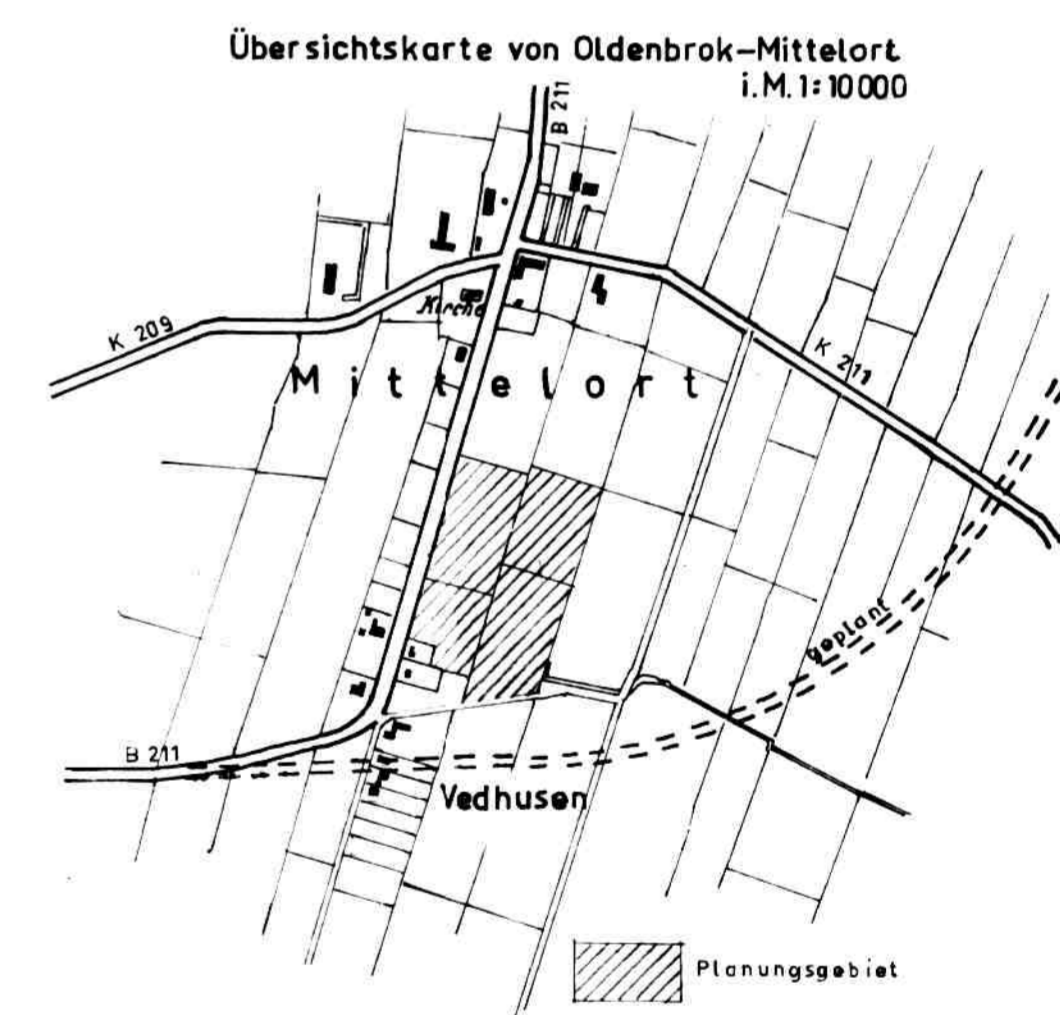 Übersichtskarte von Oldenbrok-Mittelort
i.M. 1:10000
B 211
Kirche
K 209
K 211
Mittelort
geplant
B 211
Vedhusen
Planungsgebiet